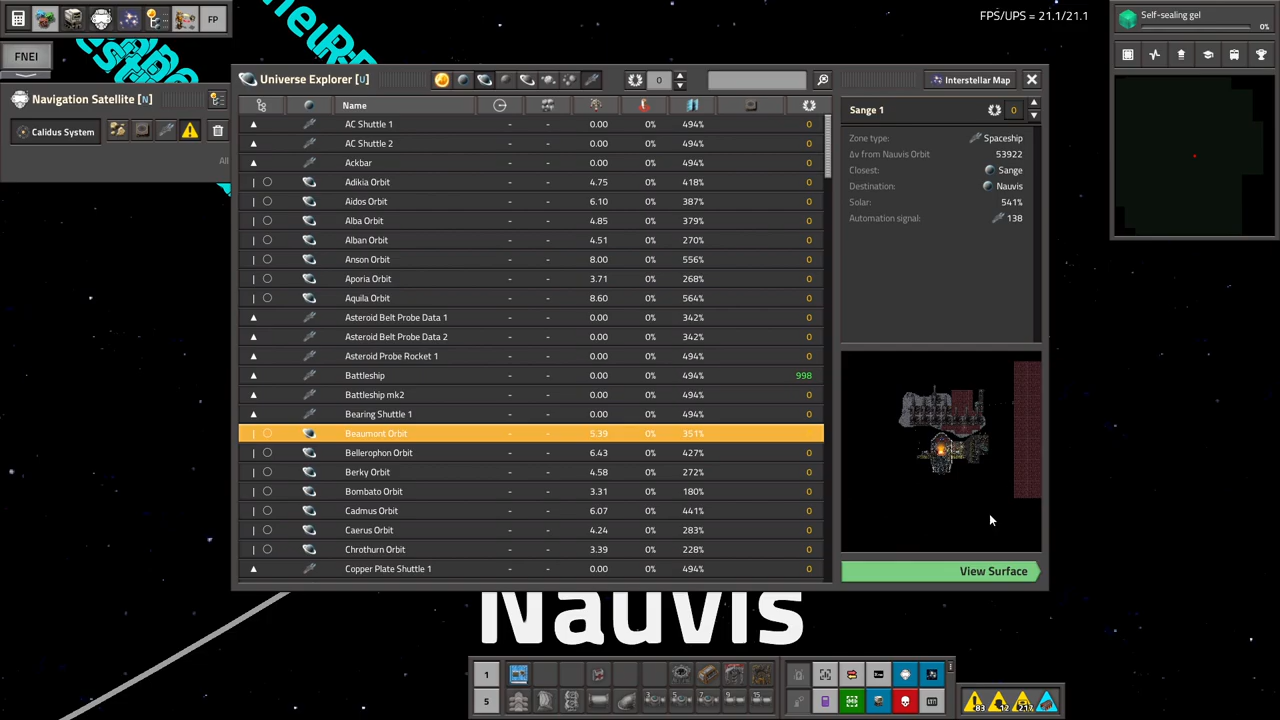 FP
FPS/UPS = 21.1/21.1
Self-sealing gel
0%
FNEI
Navigation Satellite [N]
Calidus System
All
Universe Explorer [U]
0
Interstellar Map
Name
AC Shuttle 1 0.00 0% 494% 0
AC Shuttle 2 0.00 0% 494% 0
Ackbar 0.00 0% 494% 0
Adikia Orbit - - 4.75 0% 418% 0
Aidos Orbit - - 6.10 0% 387% 0
Alba Orbit - - 4.85 0% 379% 0
Alban Orbit - - 4.51 0% 270% 0
Anson Orbit - - 8.00 0% 556% 0
Aporia Orbit - - 3.71 0% 268% 0
Aquila Orbit - - 8.60 0% 564% 0
Asteroid Belt Probe Data 1 - - 0.00 0% 342% 0
Asteroid Belt Probe Data 2 - - 0.00 0% 342% 0
Asteroid Probe Rocket 1 - - 0.00 0% 494% 0
Battleship - - 0.00 0% 494% 998
Battleship mk2 - - 0.00 0% 494% 0
Bearing Shuttle 1 - - 0.00 0% 494% 0
Beaumont Orbit - - 5.39 0% 351% 0
Bellerophon Orbit - - 6.43 0% 427% 0
Berky Orbit - - 4.58 0% 272% 0
Bombato Orbit - - 3.31 0% 180% 0
Cadmus Orbit - - 6.07 0% 441% 0
Caerus Orbit - - 4.24 0% 283% 0
Chrothurn Orbit - - 3.39 0% 228% 0
Copper Plate Shuttle 1 - - 0.00 0% 494% 0
Sange 1 0
Zone type: Spaceship
Δv from Nauvis Orbit 53922
Closest: Sange
Destination: Nauvis
Solar: 541%
Automation signal: 138
View Surface
Nauvis
1
5